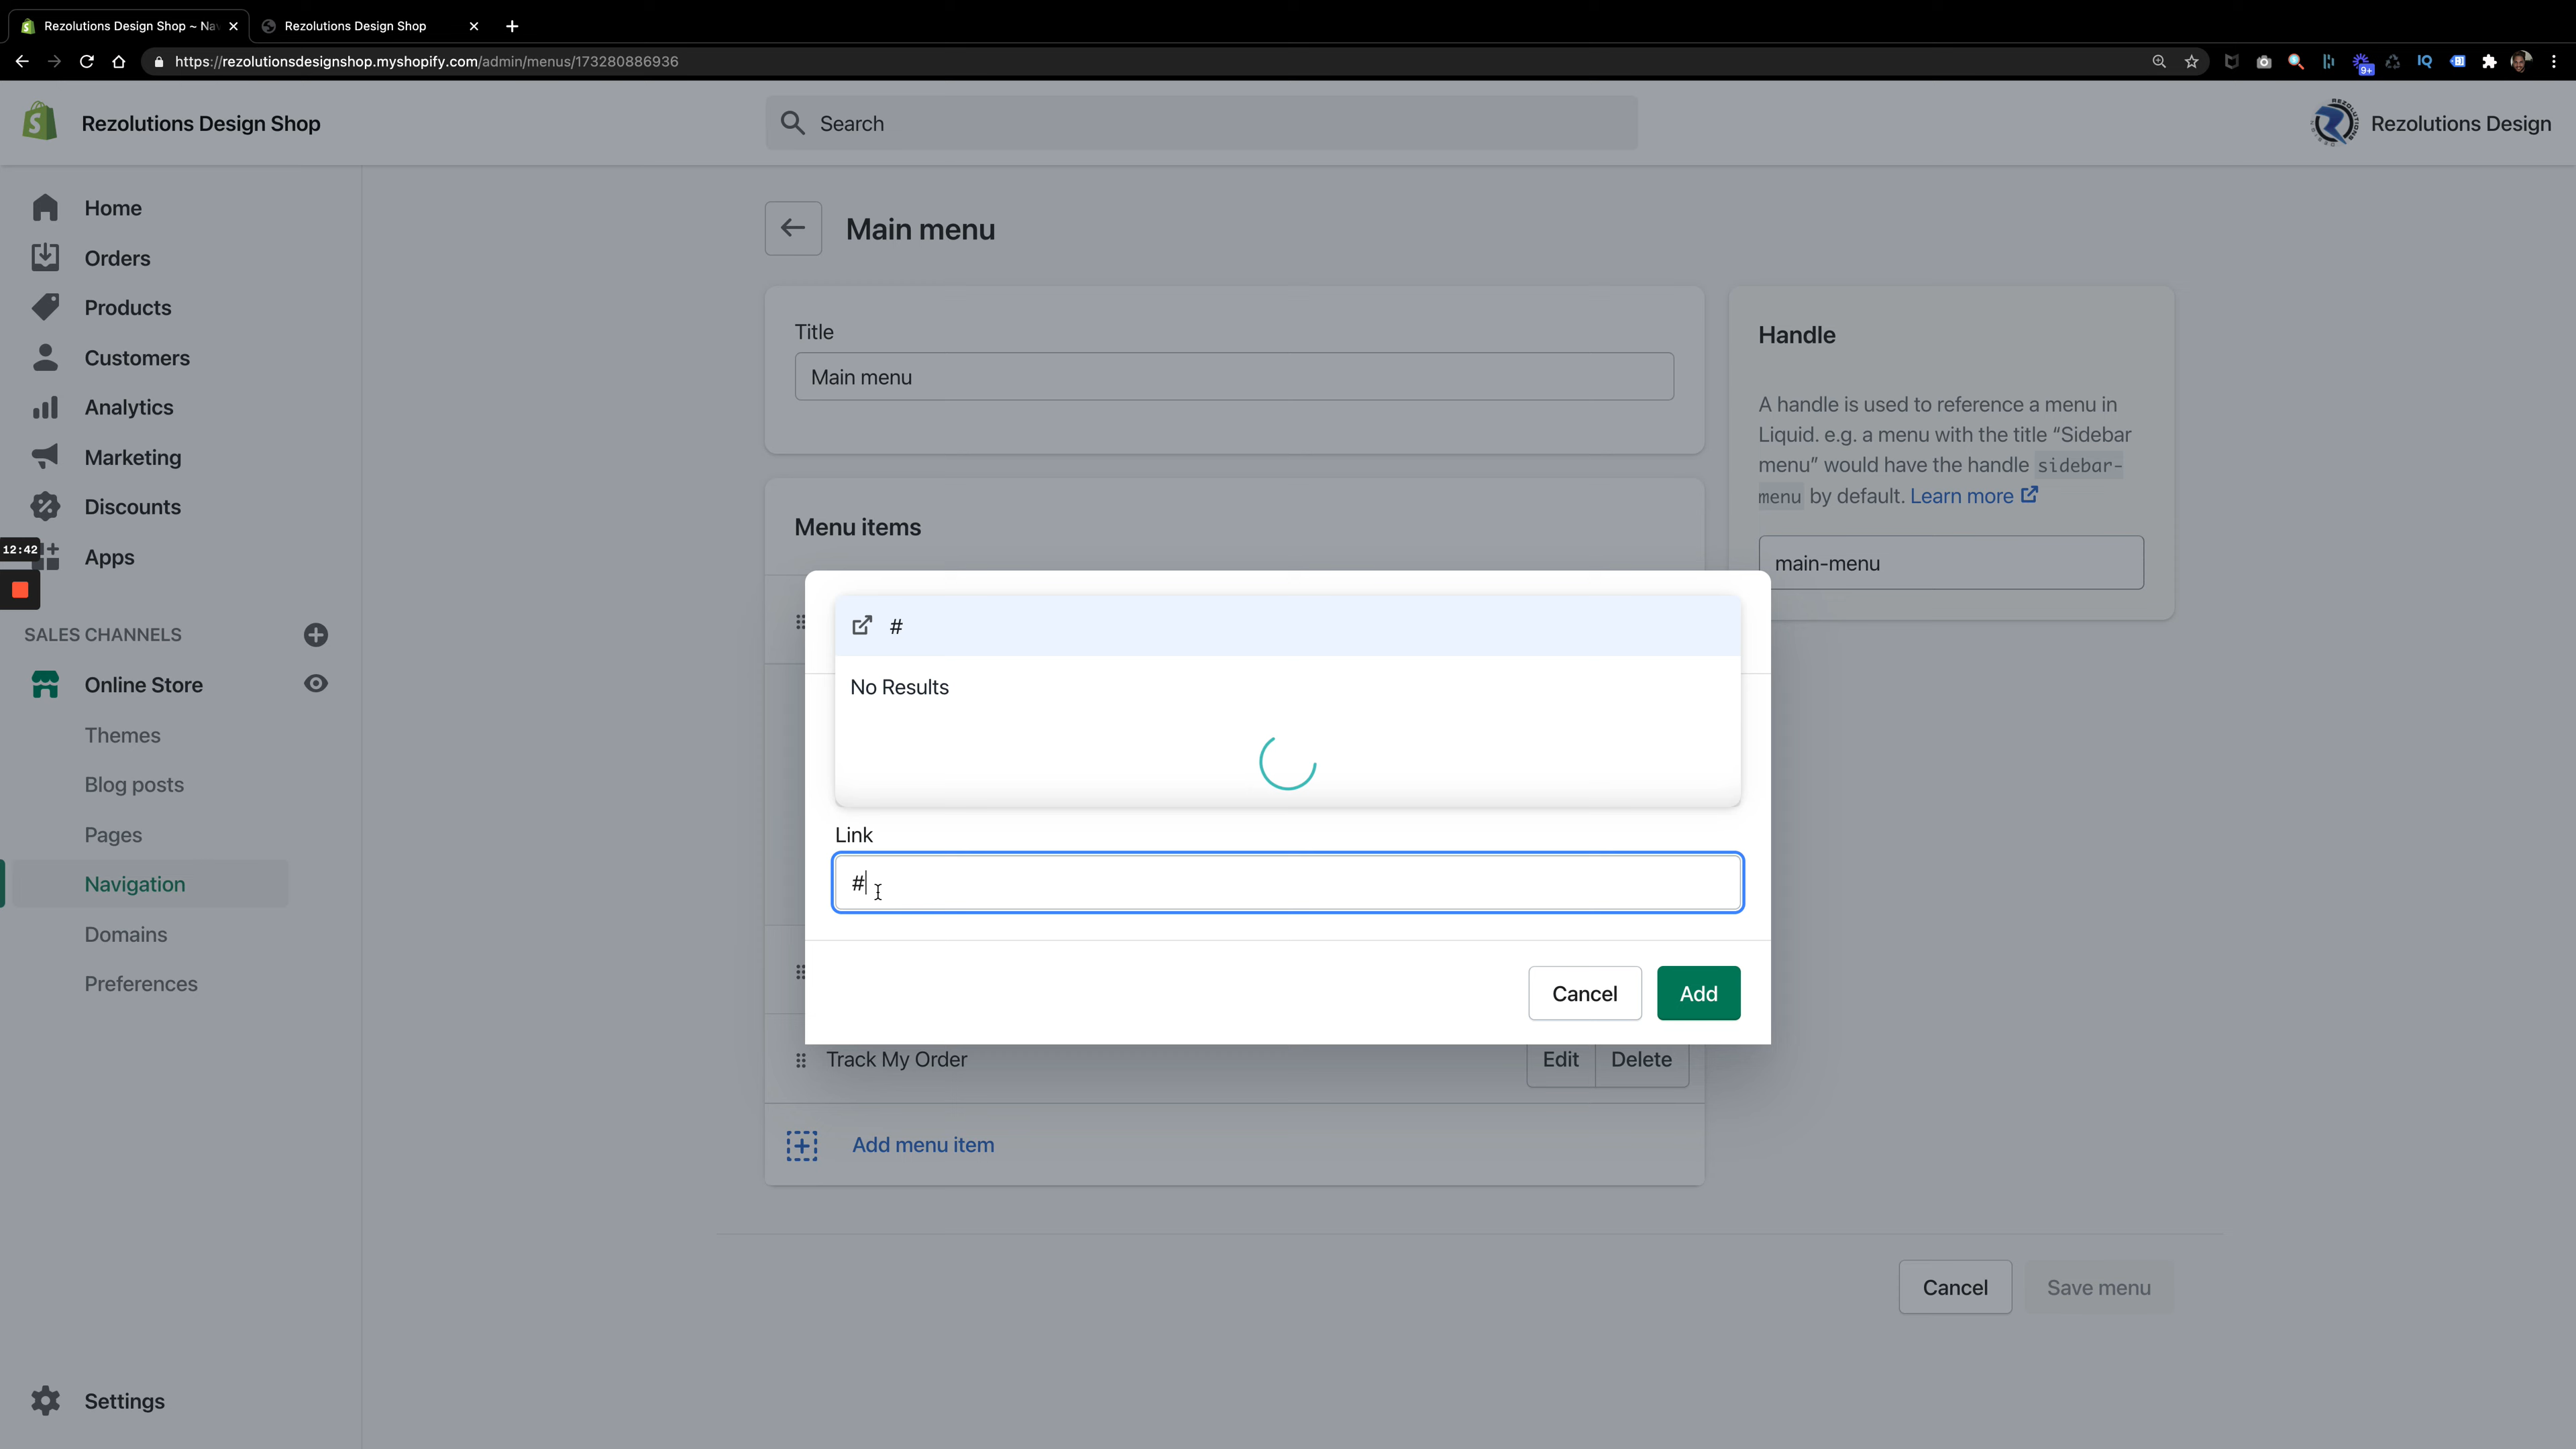 Rezolutions Design Shop ~ Na
Rezolutions Design Shop
https://rezolutionsdesignshop.myshopify.com/admin/menus/173280886936
9+
IQ
Rezolutions Design Shop
Search
Rezolutions Design
Home
Orders
Products
Customers
Analytics
Marketing
Discounts
12:42
Apps
SALES CHANNELS
Online Store
Themes
Blog posts
Pages
Navigation
Domains
Preferences
Settings
Main menu
Title
Main menu
Menu items
#
No Results
Link
#
Cancel
Add
Track My Order
Edit
Delete
Add menu item
Handle
A handle is used to reference a menu in
Liquid. e.g. a menu with the title “Sidebar
menu” would have the handle sidebar-
menu by default. Learn more
main-menu
Cancel
Save menu